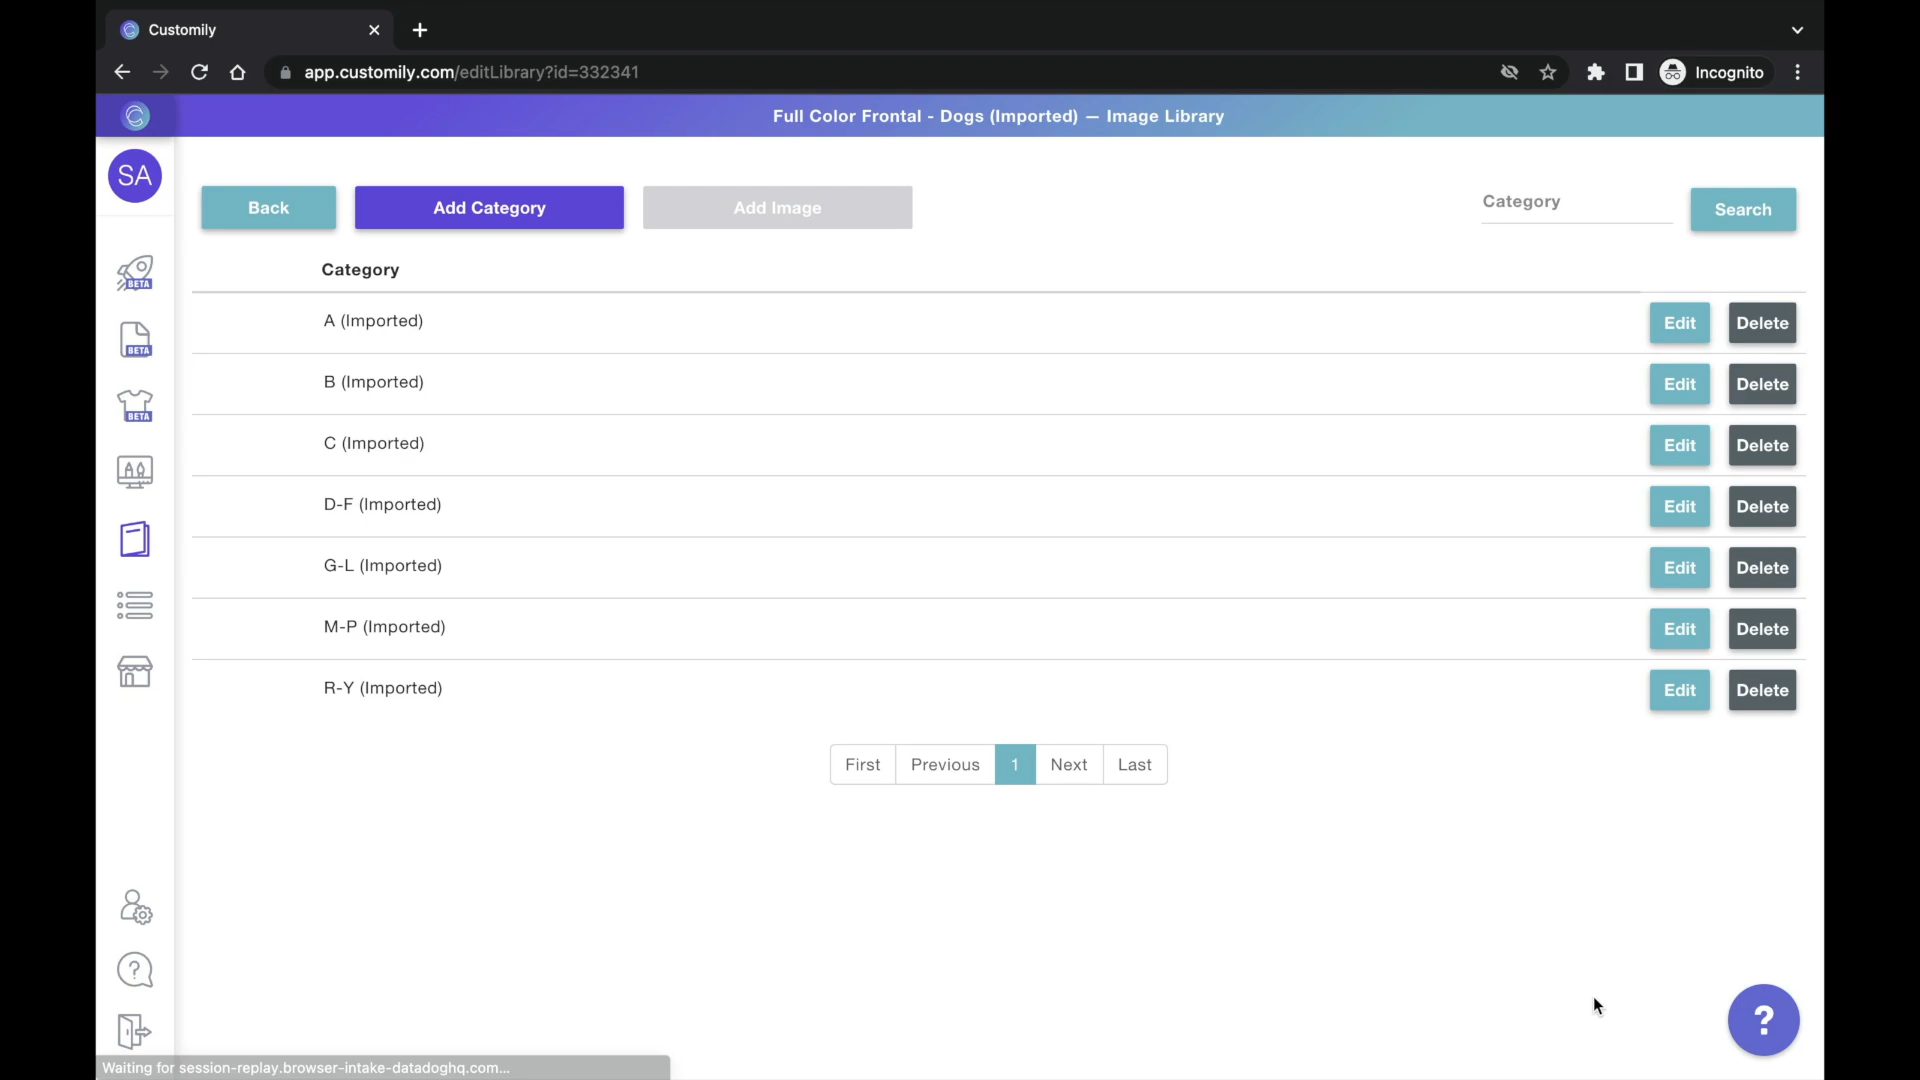 Customily
app.customily.com/editLibrary?id=332341
Incognito
Full Color Frontal - Dogs (Imported) — Image Library
SA
Back
Add Category
Add Image
Category
Search
BETA
BETA
BETA
Category
A (Imported)
Edit
Delete
B (Imported)
Edit
Delete
C (Imported)
Edit
Delete
D-F (Imported)
Edit
Delete
G-L (Imported)
Edit
Delete
M-P (Imported)
Edit
Delete
R-Y (Imported)
Edit
Delete
First
Previous
1
Next
Last
?
?
Waiting for session-replay.browser-intake-datadoghq.com...